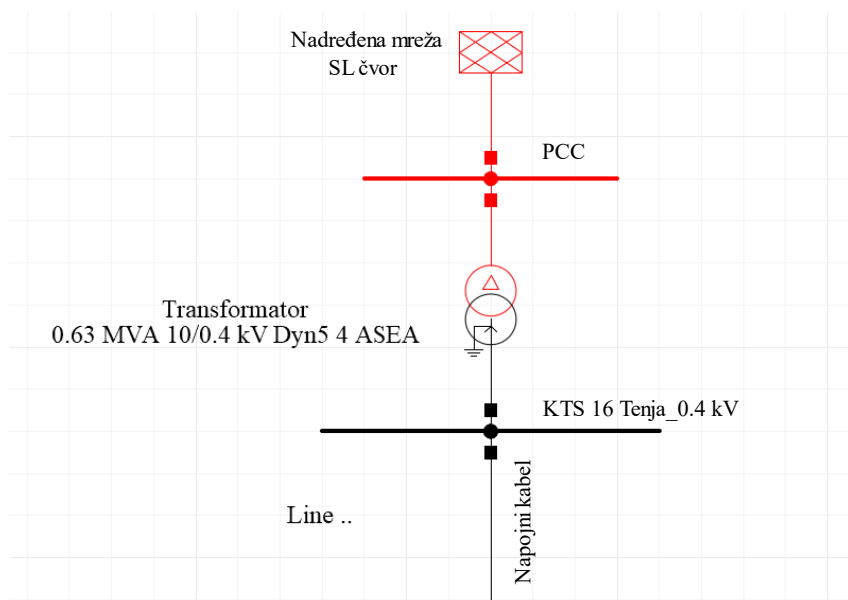 Nadređena mreža
SL čvor
PCC
Transformator
0.63 MVA 10/0.4 kV Dyn5 4 ASEA
KTS 16 Tenja_0.4 kV
Napojni kabel
Line ..